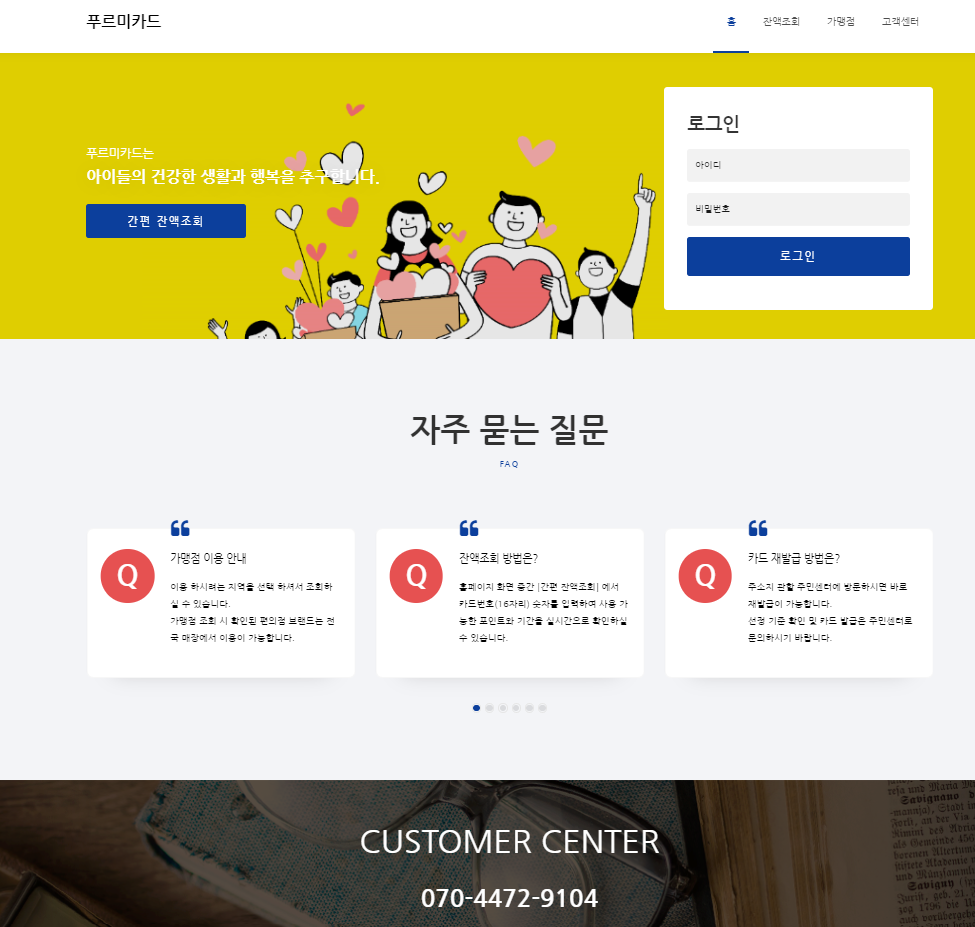 푸르미카드
홈 잔액조회 가맹점 고객센터
푸르미카드는
아이들의 건강한 생활과 행복을 추구합니다.
간편 잔액조회
로그인
아이디
비밀번호
로그인
자주 묻는 질문
FAQ
Q
가맹점 이용 안내
이용 하시려는 지역을 선택 하셔서 조회하
실 수 있습니다.
가맹점 조회 시 확인된 편의점 브랜드는 전
국 매장에서 이용이 가능합니다.
Q
잔액조회 방법은?
홈페이지 화면 중간 [간편 잔액조회] 에서
카드번호(16자리) 숫자를 입력하여 사용 가
능한 포인트와 기간을 실시간으로 확인하실
수 있습니다.
Q
카드 재발급 방법은?
주소지 관할 주민센터에 방문하시면 바로
재발급이 가능합니다.
선정 기준 확인 및 카드 발급은 주민센터로
문의하시기 바랍니다.
CUSTOMER CENTER
070-4472-9104